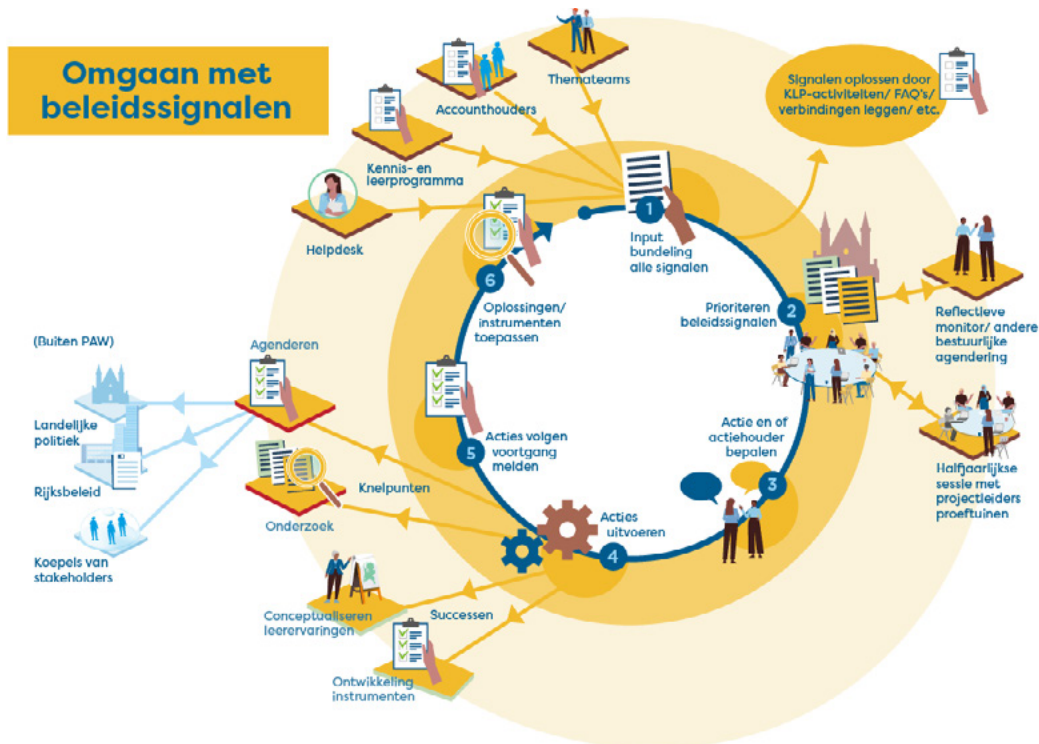 Omgaan met
beleidssignalen
Themateams
Accounthouders
Kennis- en
leerprogramma
Helpdesk
Signalen oplossen door
KLP-activiteiten/ FAQ's/
verbindingen leggen/ etc.
1
Input
bundeling
alle signalen
2
Prioriteren
beleidssignalen
Reflectieve
monitor/ andere
bestuurlijke
agendering
Halfjaarlijkse
sessie met
projectleiders
proeftuinen
Actie en of
actiehouder
bepalen
3
Acties
uitvoeren
4
5
Acties volgen
voortgang
melden
6
Oplossingen/
instrumenten
toepassen
(Buiten PAW)
Agenderen
Landelijke
politiek
Rijksbeleid
Koepels van
stakeholders
Knelpunten
Onderzoek
Conceptualiseren
leerervaringen
Successen
Ontwikkeling
instrumenten